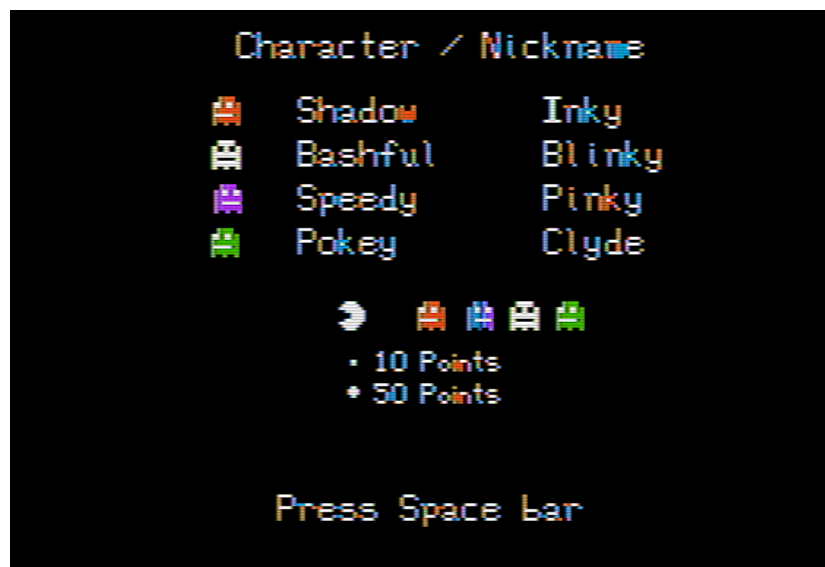 Character / Nickname
Shadow Inky
Bashful Blinky
Speedy Pinky
Pokey Clyde
10 Points
50 Points
Press Space bar